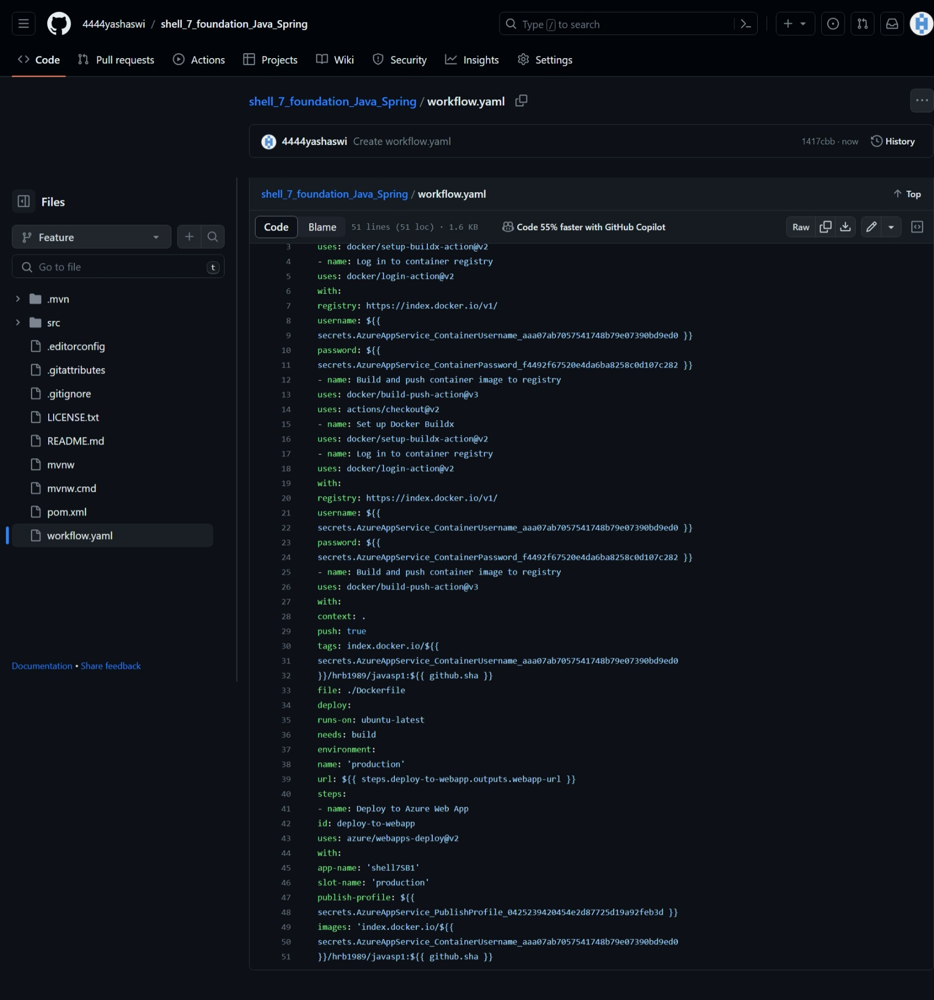 4444yashaswi / shell_7_foundation_Java_Spring
Type / to search
Code
Pull requests
Actions
Projects
Wiki
Security
Insights
Settings
shell_7_foundation_Java_Spring / workflow.yaml
4444yashaswi Create workflow.yaml
1417cbb · now
History
Files
Feature
Go to file
t
.mvn
src
.editorconfig
.gitattributes
.gitignore
LICENSE.txt
README.md
mvnw
mvnw.cmd
pom.xml
workflow.yaml
Documentation • Share feedback
shell_7_foundation_Java_Spring / workflow.yaml
Top
Code
Blame
51 lines (51 loc) · 1.6 KB
Code 55% faster with GitHub Copilot
Raw
3 uses: docker/setup-buildx-action@v2
4 - name: Log in to container registry
5 uses: docker/login-action@v2
6 with:
7 registry: https://index.docker.io/v1/
8 username: ${{
9 secrets.AzureAppService_ContainerUsername_aaa07ab7057541748b79e07390bd9ed0 }}
10 password: ${{
11 secrets.AzureAppService_ContainerPassword_f4492f67520e4da6ba8258c0d107c282 }}
12 - name: Build and push container image to registry
13 uses: docker/build-push-action@v3
14 uses: actions/checkout@v2
15 - name: Set up Docker Buildx
16 uses: docker/setup-buildx-action@v2
17 - name: Log in to container registry
18 uses: docker/login-action@v2
19 with:
20 registry: https://index.docker.io/v1/
21 username: ${{
22 secrets.AzureAppService_ContainerUsername_aaa07ab7057541748b79e07390bd9ed0 }}
23 password: ${{
24 secrets.AzureAppService_ContainerPassword_f4492f67520e4da6ba8258c0d107c282 }}
25 - name: Build and push container image to registry
26 uses: docker/build-push-action@v3
27 with:
28 context: .
29 push: true
30 tags: index.docker.io/${{
31 secrets.AzureAppService_ContainerUsername_aaa07ab7057541748b79e07390bd9ed0
32 }}/hrb1989/javasp1:${{ github.sha }}
33 file: ./Dockerfile
34 deploy:
35 runs-on: ubuntu-latest
36 needs: build
37 environment:
38 name: 'production'
39 url: ${{ steps.deploy-to-webapp.outputs.webapp-url }}
40 steps:
41 - name: Deploy to Azure Web App
42 id: deploy-to-webapp
43 uses: azure/webapps-deploy@v2
44 with:
45 app-name: 'shell7SB1'
46 slot-name: 'production'
47 publish-profile: ${{
48 secrets.AzureAppService_PublishProfile_0425239420454e2d87725d19a92feb3d }}
49 images: 'index.docker.io/${{
50 secrets.AzureAppService_ContainerUsername_aaa07ab7057541748b79e07390bd9ed0
51 }}/hrb1989/javasp1:${{ github.sha }}